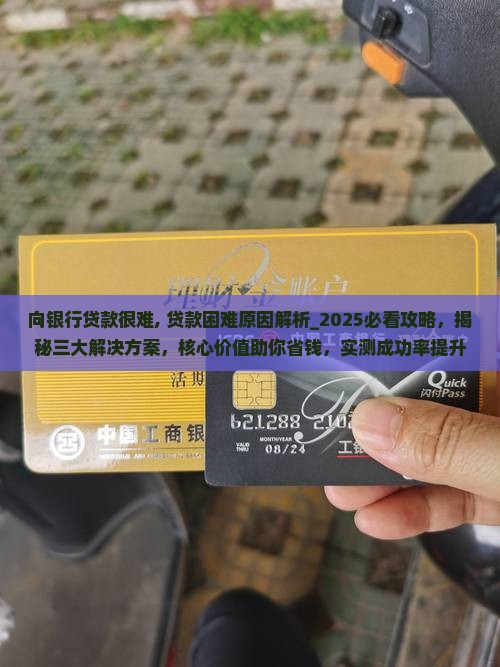 理财金账户
向银行贷款很难, 贷款困难原因解析_2025必看攻略，揭
秘三大解决方案，核心价值助你省钱，实测成功率提升
活期
Quick
闪付Pass
中国工商银
VALID
THRU
MONTH/YEAR
08/24
工银